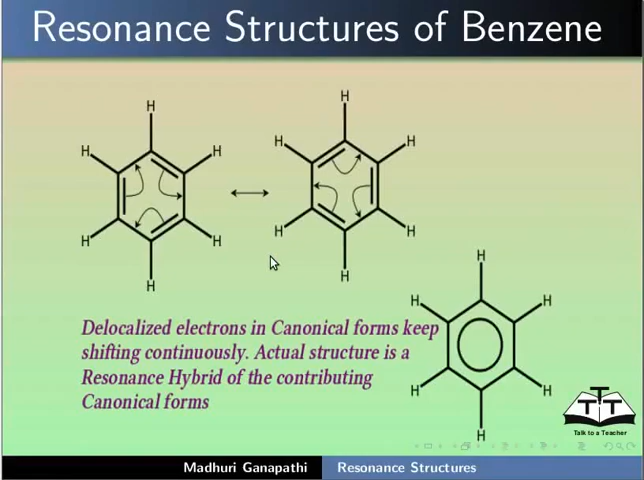 Resonance Structures of Benzene
H
H
H
H
H
H
H
H
H
H
H
H
Delocalized electrons in Canonical forms keep
shifting continuously. Actual structure is a
Resonance Hybrid of the contributing
Canonical forms
H
H
H
H
H
H
T
T T
Talk to a Teacher
Madhuri Ganapathi Resonance Structures